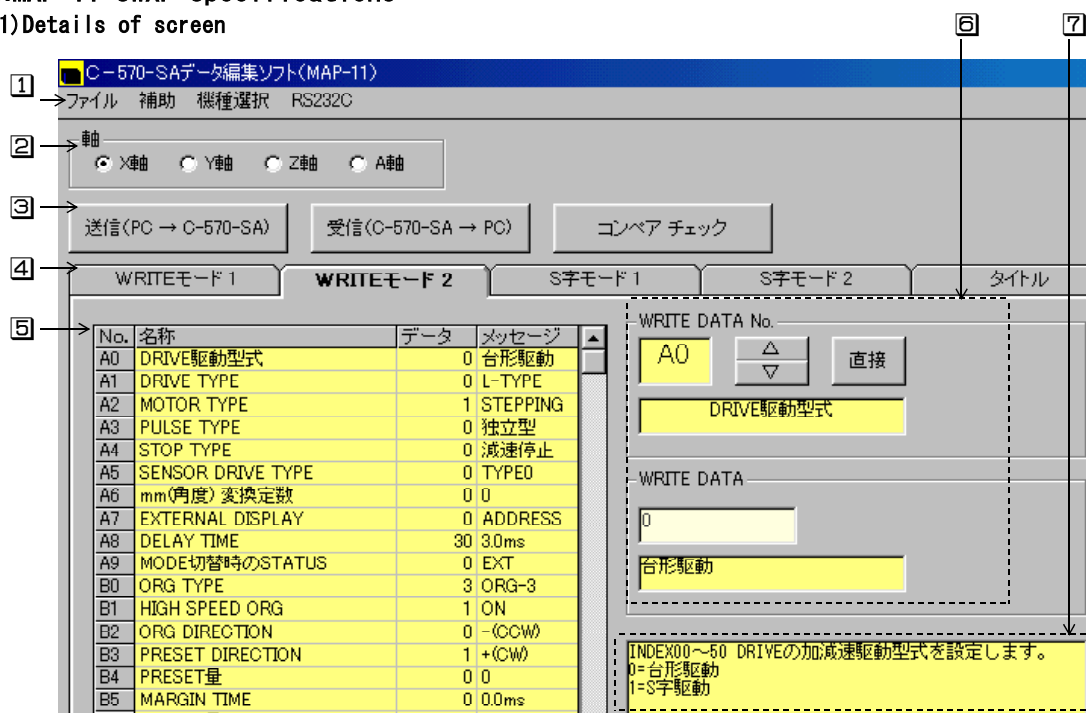 1)Details of screen
6 7
1
C－570-SAデータ編集ソフト(MAP-11)
ファイル 補助 機種選択 RS232C
2
軸
X軸 Y軸 Z軸 A軸
3
送信(PC → C-570-SA) 受信(C-570-SA → PC) コンペア チェック
4
WRITEモード 1 WRITEモード 2 S字モード 1 S字モード 2 タイトル
5
No. 名称 データ メッセージ
A0 DRIVE駆動型式 0 台形駆動
A1 DRIVE TYPE 0 L-TYPE
A2 MOTOR TYPE 1 STEPPING
A3 PULSE TYPE 0 独立型
A4 STOP TYPE 0 減速停止
A5 SENSOR DRIVE TYPE 0 TYPE0
A6 mm(角度) 変換定数 0 0
A7 EXTERNAL DISPLAY 0 ADDRESS
A8 DELAY TIME 30 3.0ms
A9 MODE切替時のSTATUS 0 EXT
B0 ORG TYPE 3 ORG-3
B1 HIGH SPEED ORG 1 ON
B2 ORG DIRECTION 0 -(CCW)
B3 PRESET DIRECTION 1 +(CW)
B4 PRESET量 0 0
B5 MARGIN TIME 0 0.0ms
WRITE DATA No.
A0 △ ▽ 直接
DRIVE駆動型式
WRITE DATA
0
台形駆動
INDEX00～50 DRIVEの加減速駆動型式を設定します。
0=台形駆動
1=S字駆動